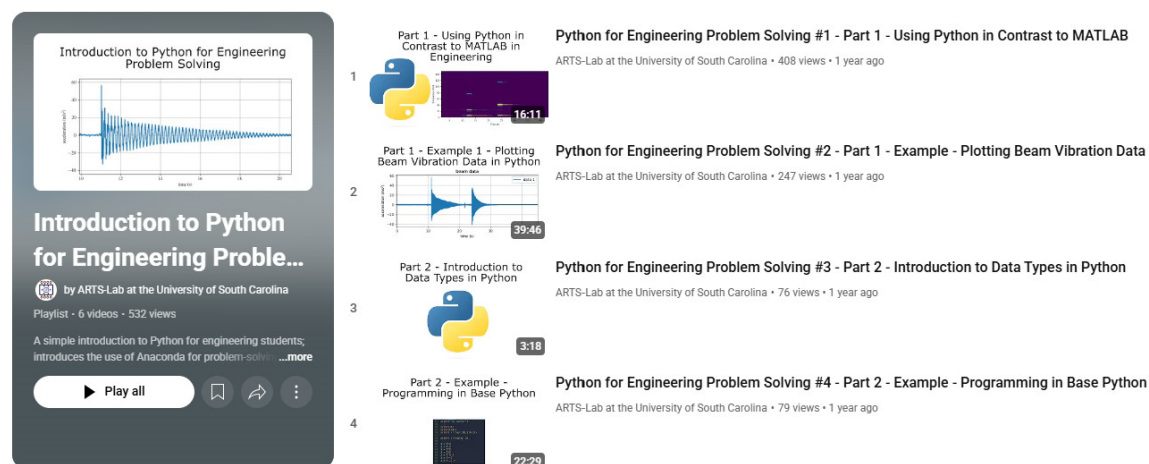 Introduction to Python for Engineering
Problem Solving
Introduction to Python
for Engineering Proble...
by ARTS-Lab at the University of South Carolina
Playlist • 6 videos • 532 views
A simple introduction to Python for engineering students;
introduces the use of Anaconda for problem-solvin ...more
Play all
1
Part 1 - Using Python in
Contrast to MATLAB in
Engineering
16:11
Python for Engineering Problem Solving #1 - Part 1 - Using Python in Contrast to MATLAB
ARTS-Lab at the University of South Carolina • 408 views • 1 year ago
2
Part 1 - Example 1 - Plotting
Beam Vibration Data in Python
39:46
Python for Engineering Problem Solving #2 - Part 1 - Example - Plotting Beam Vibration Data
ARTS-Lab at the University of South Carolina • 247 views • 1 year ago
3
Part 2 - Introduction to
Data Types in Python
3:18
Python for Engineering Problem Solving #3 - Part 2 - Introduction to Data Types in Python
ARTS-Lab at the University of South Carolina • 76 views • 1 year ago
4
Part 2 - Example -
Programming in Base Python
22:29
Python for Engineering Problem Solving #4 - Part 2 - Example - Programming in Base Python
ARTS-Lab at the University of South Carolina • 79 views • 1 year ago